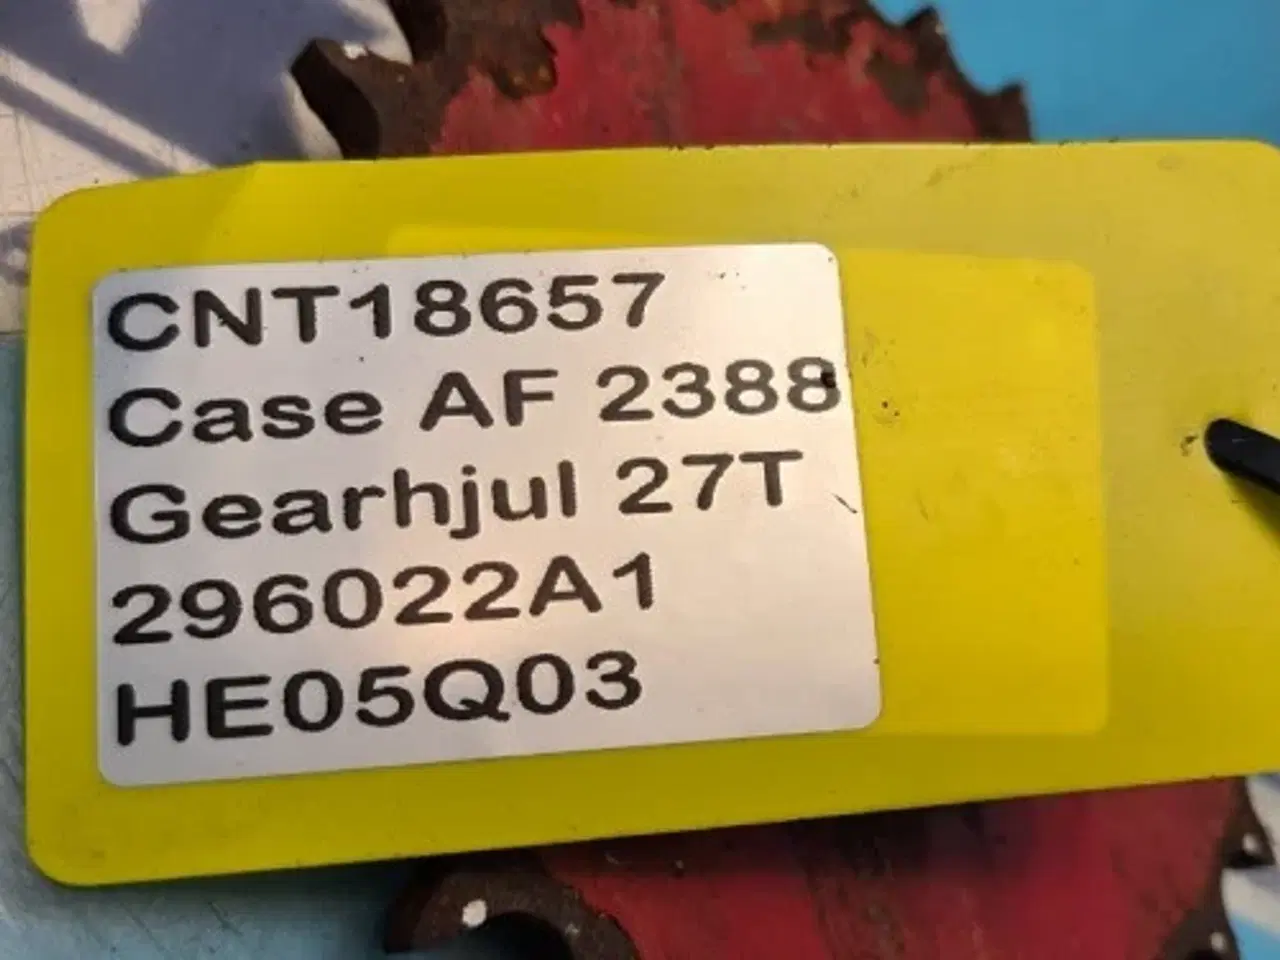 CNT18657
Case AF 2388
Gearhjul 27T
296022A1
HE05Q03